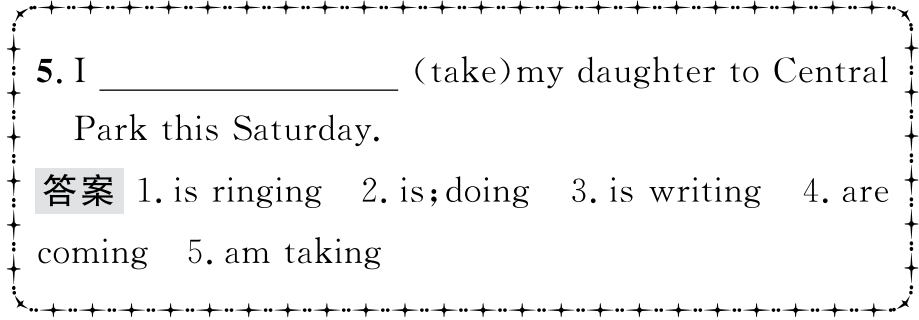 5. I ______________ (take)my daughter to Central
Park this Saturday.
答案 1. is ringing 2. is;doing 3. is writing 4. are
coming 5. am taking